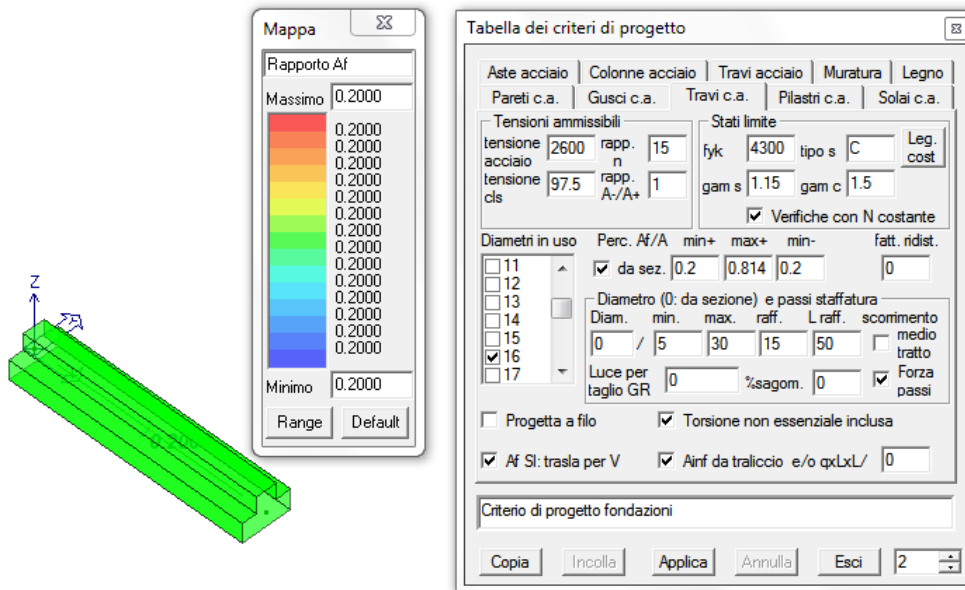 Mappa
Rapporto Af
Massimo 0.2000
0.2000
0.2000
0.2000
0.2000
0.2000
0.2000
0.2000
0.2000
0.2000
0.2000
0.2000
0.2000
Minimo 0.2000
Range Default
Z
0.200
Tabella dei criteri di progetto
Aste acciaio Colonne acciaio Travi acciaio Muratura Legno
Pareti c.a. Gusci c.a. Travi c.a. Pilastri c.a. Solai c.a.
Tensioni ammissibili
tensione acciaio 2600 rapp. n 15
tensione cls 97.5 rapp. A-/A+ 1
Stati limite
fyk 4300 tipo s C Leg. cost
gam s 1.15 gam c 1.5
Verifiche con N costante
Diametri in uso Perc. Af/A min+ max+ min- fatt. ridist.
11
12
13
14
15
16
17
da sez. 0.2 0.814 0.2 0
Diametro (0: da sezione) e passi staffatura
Diam. min. max. raff. L raff. scorrimento
0 / 5 30 15 50 medio tratto
Luce per taglio GR 0 %sagom. 0 Forza passi
Progetta a filo Torsione non essenziale inclusa
Af Sl: trasla per V Ainf da traliccio e/o qxLxL/ 0
Criterio di progetto fondazioni
Copia Incolla Applica Annulla Esci 2